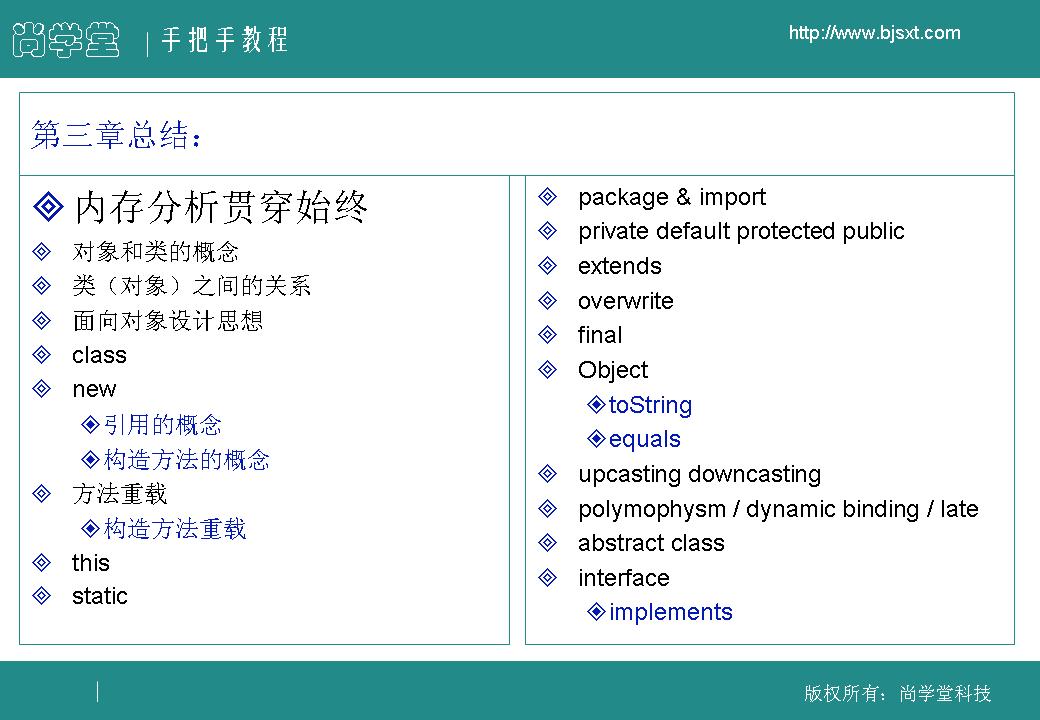 尚学堂
手把手教程
http://www.bjsxt.com
第三章总结：
内存分析贯穿始终
对象和类的概念
类（对象）之间的关系
面向对象设计思想
class
new
引用的概念
构造方法的概念
方法重载
构造方法重载
this
static
package & import
private default protected public
extends
overwrite
final
Object
toString
equals
upcasting downcasting
polymophysm / dynamic binding / late
abstract class
interface
implements
版权所有：尚学堂科技